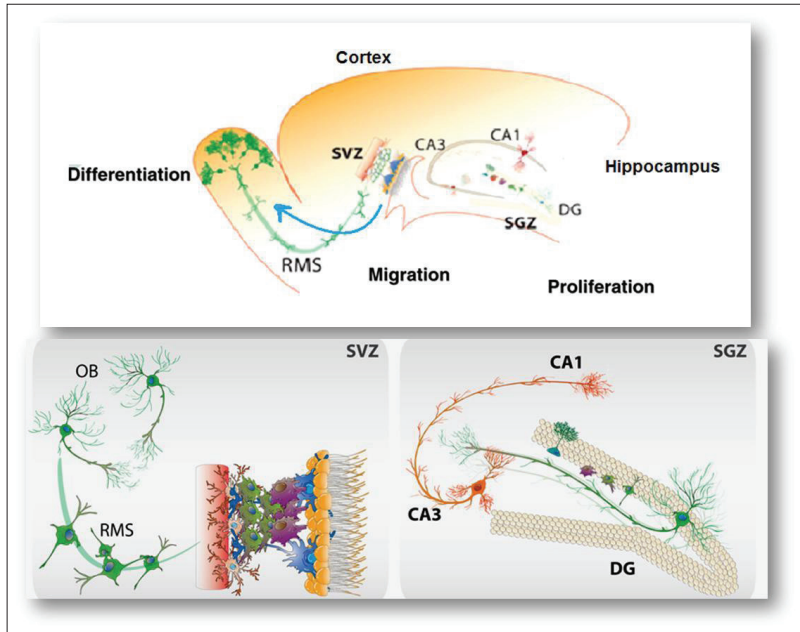 Cortex
CA1
CA3
SVZ
Hippocampus
Differentiation
DG
SGZ
RMS
Migration
Proliferation
SVZ
OB
RMS
SGZ
CA1
CA3
DG